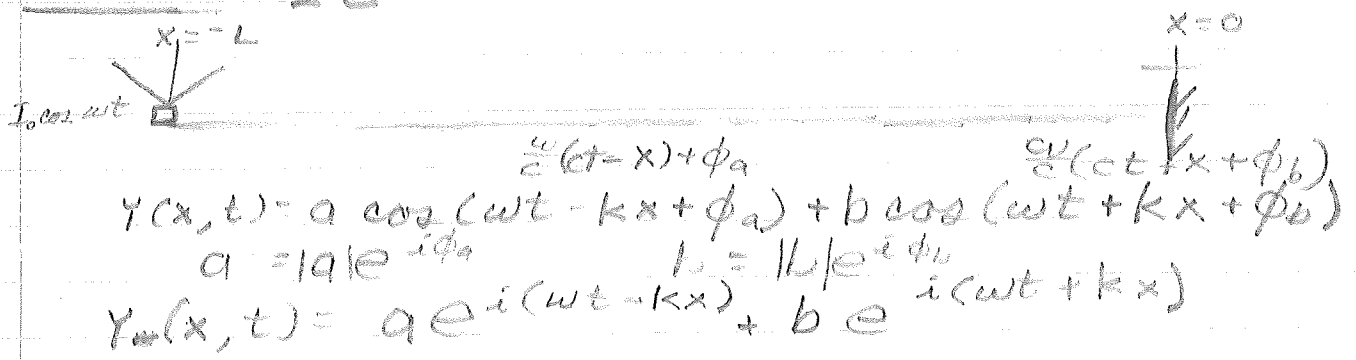 x = -L x = 0
I₀ cos ωt
ω/c (ct - x) + ϕa ω/c (ct + x + ϕb)
Y(x, t) = a cos(ωt - kx + ϕa) + b cos(ωt + kx + ϕb)
a = |a|e^{iϕa} b = |b|e^{iϕb}
Y(x, t) = a e^{i(ωt - kx)} + b e^{i(ωt + kx)}